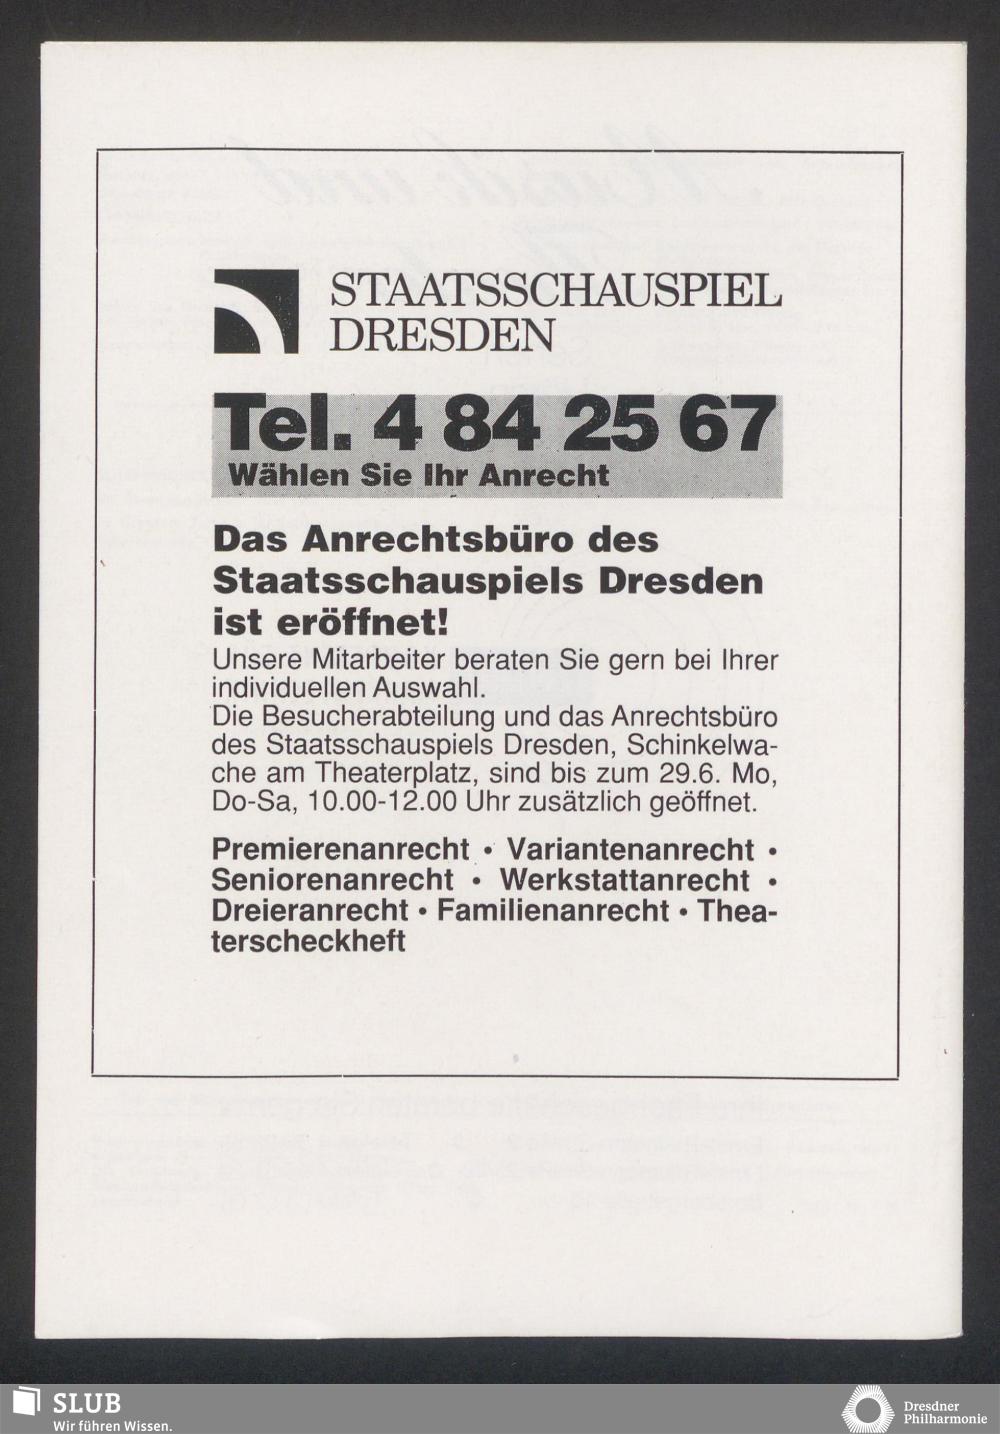 STAATSSCHAUSPIEL
DRESDEN
Tel. 4 84 25 67
Wählen Sie Ihr Anrecht
Das Anrechtsbüro des
Staatsschauspiels Dresden
ist eröffnet!
Unsere Mitarbeiter beraten Sie gern bei Ihrer
individuellen Auswahl.
Die Besucherabteilung und das Anrechtsbüro
des Staatsschauspiels Dresden, Schinkelwa-
che am Theaterplatz, sind bis zum 29.6. Mo,
Do-Sa, 10.00-12.00 Uhr zusätzlich geöffnet.
Premierenanrecht • Variantenanrecht •
Seniorenanrecht • Werkstattanrecht •
Dreieranrecht • Familienanrecht • Thea-
terscheckheft
SLUB
Wir führen Wissen.
Dresdner
Philharmonie